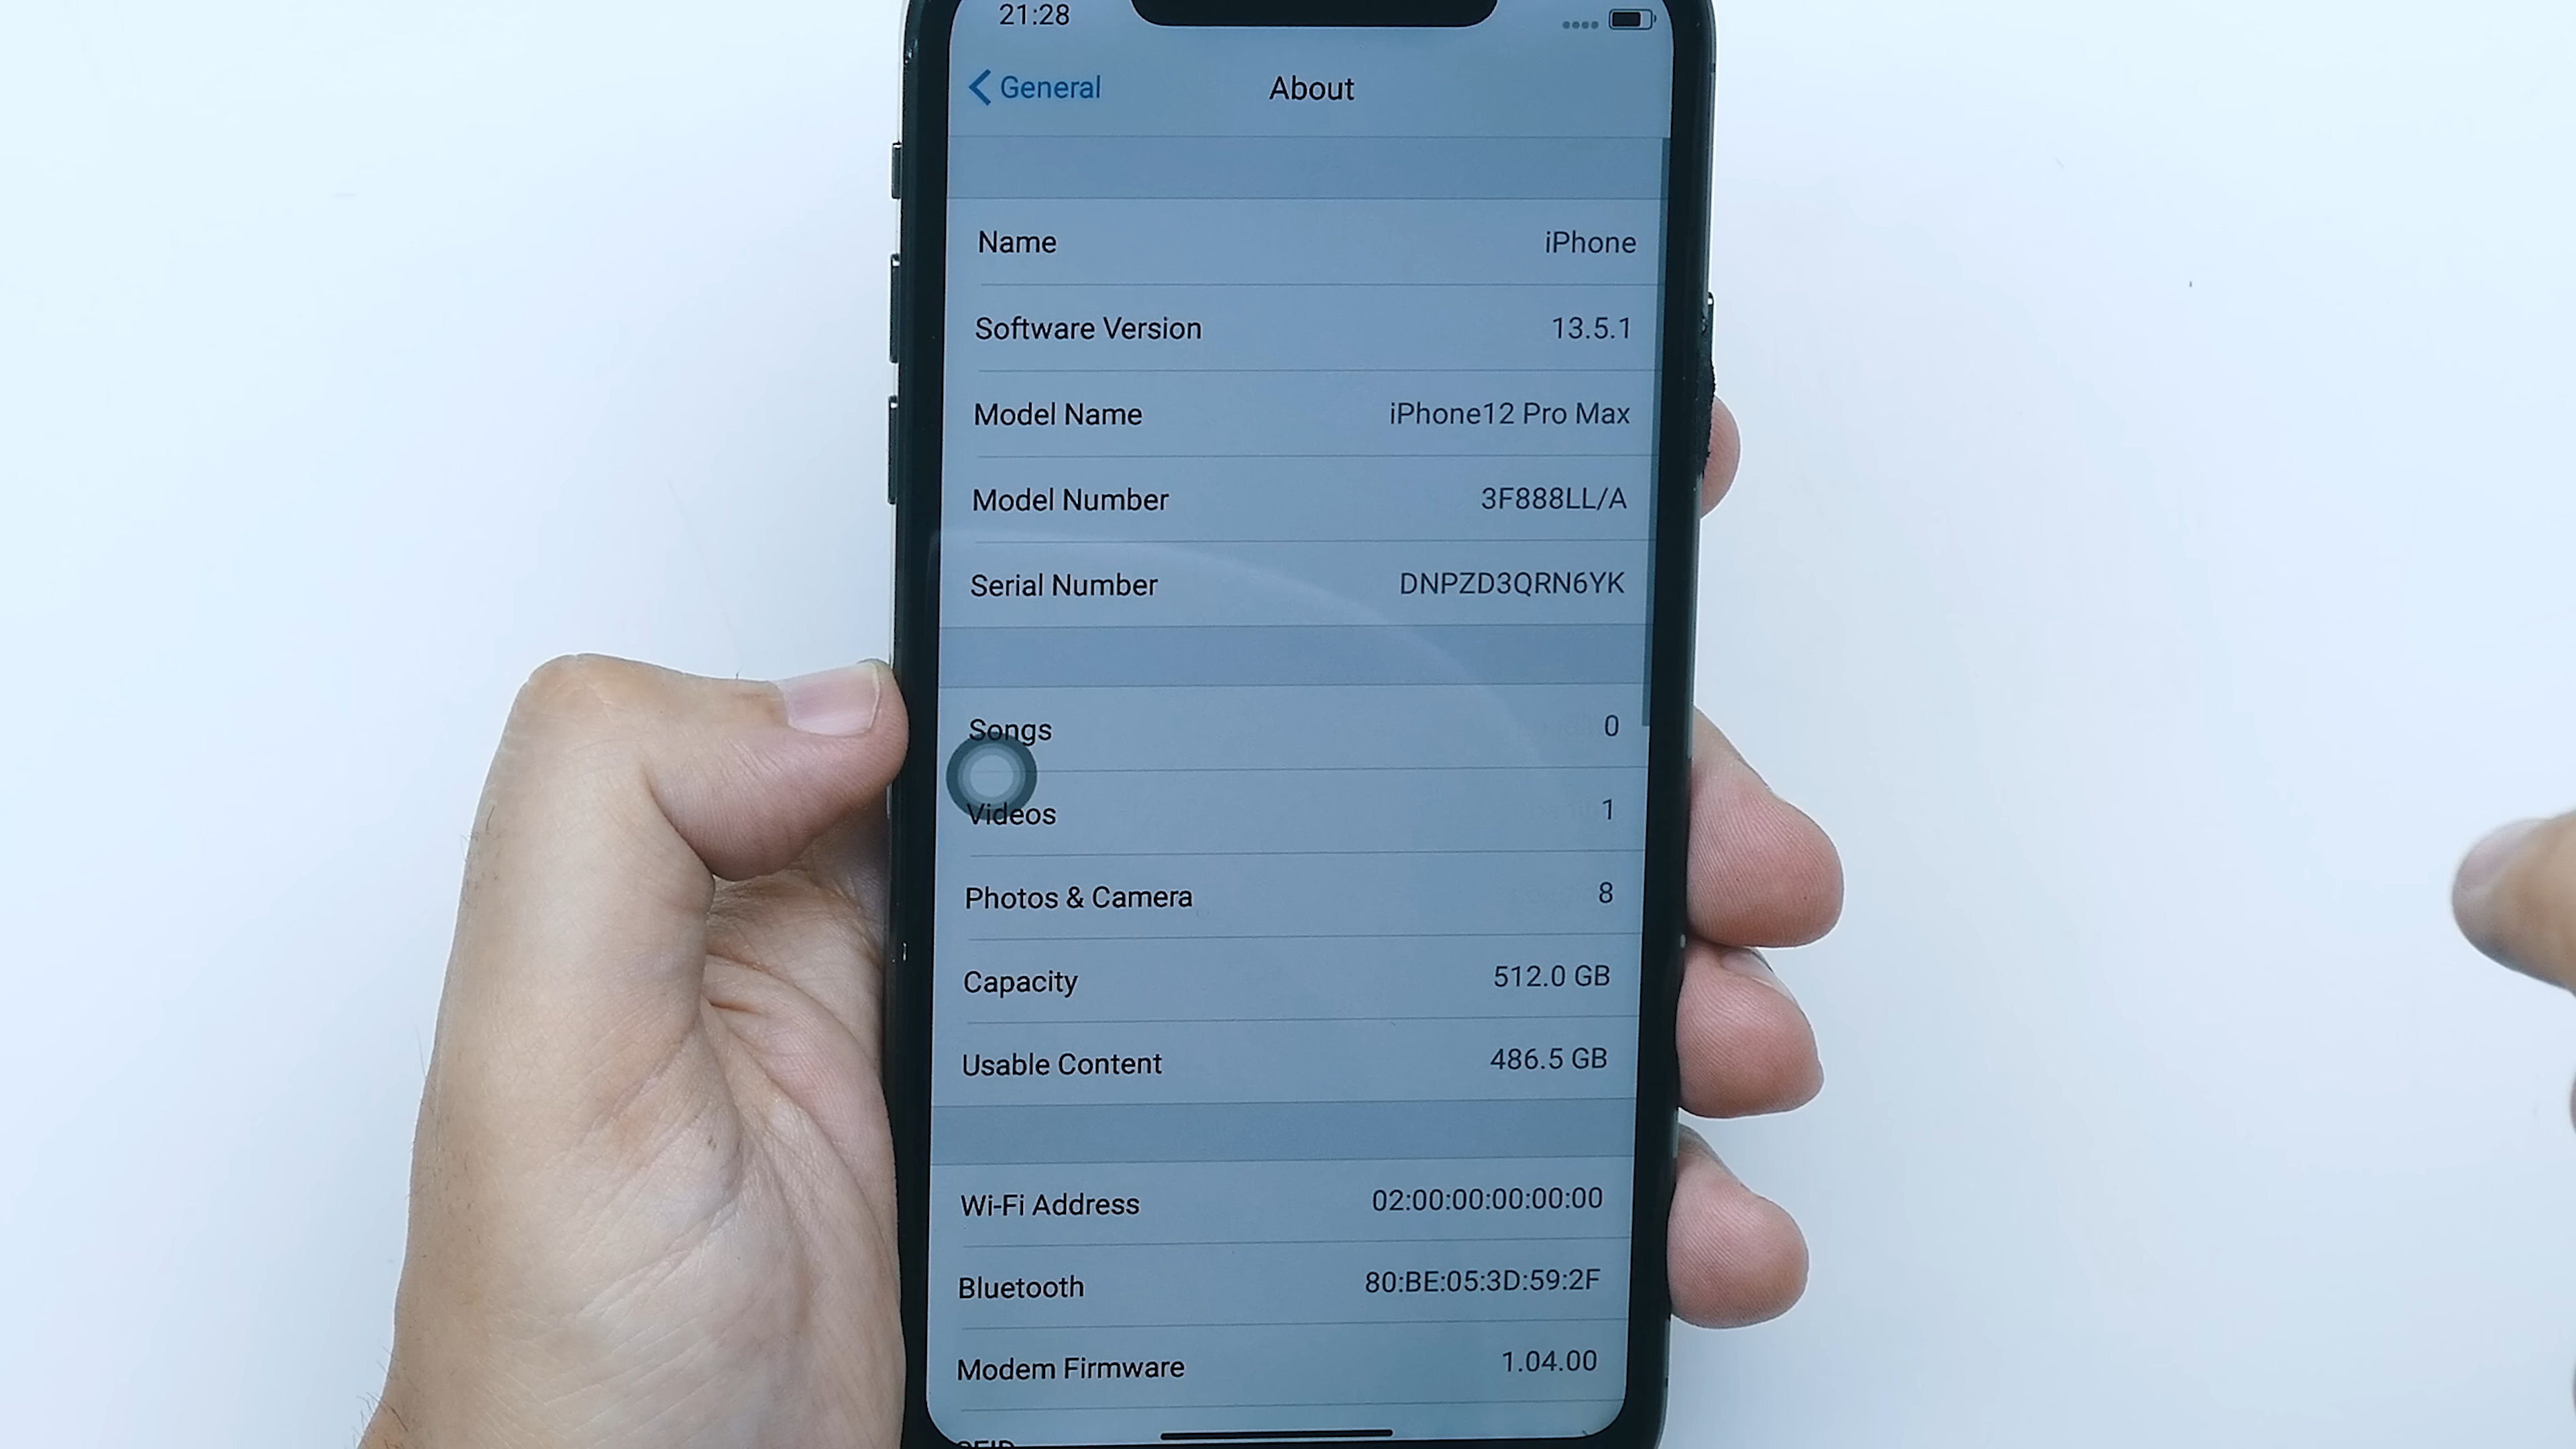 21:28
General
About
Name iPhone
Software Version 13.5.1
Model Name iPhone12 Pro Max
Model Number 3F888LL/A
Serial Number DNPZD3QRN6YK
Songs 0
Videos 1
Photos & Camera 8
Capacity 512.0 GB
Usable Content 486.5 GB
Wi-Fi Address 02:00:00:00:00:00
Bluetooth 80:BE:05:3D:59:2F
Modem Firmware 1.04.00